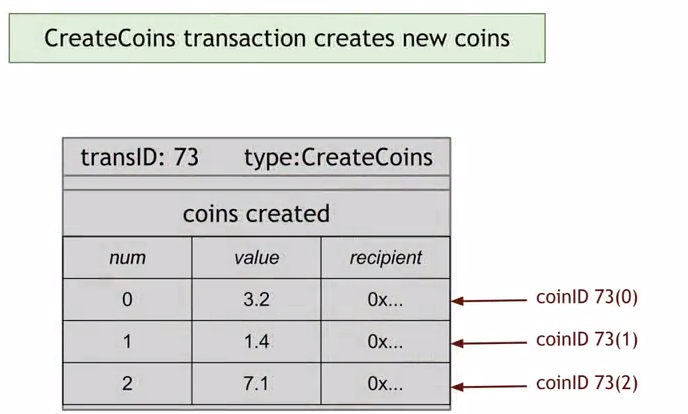 CreateCoins transaction creates new coins
transID: 73 type:CreateCoins
coins created
num value recipient
0 3.2 0x... coinID 73(0)
1 1.4 0x... coinID 73(1)
2 7.1 0x... coinID 73(2)